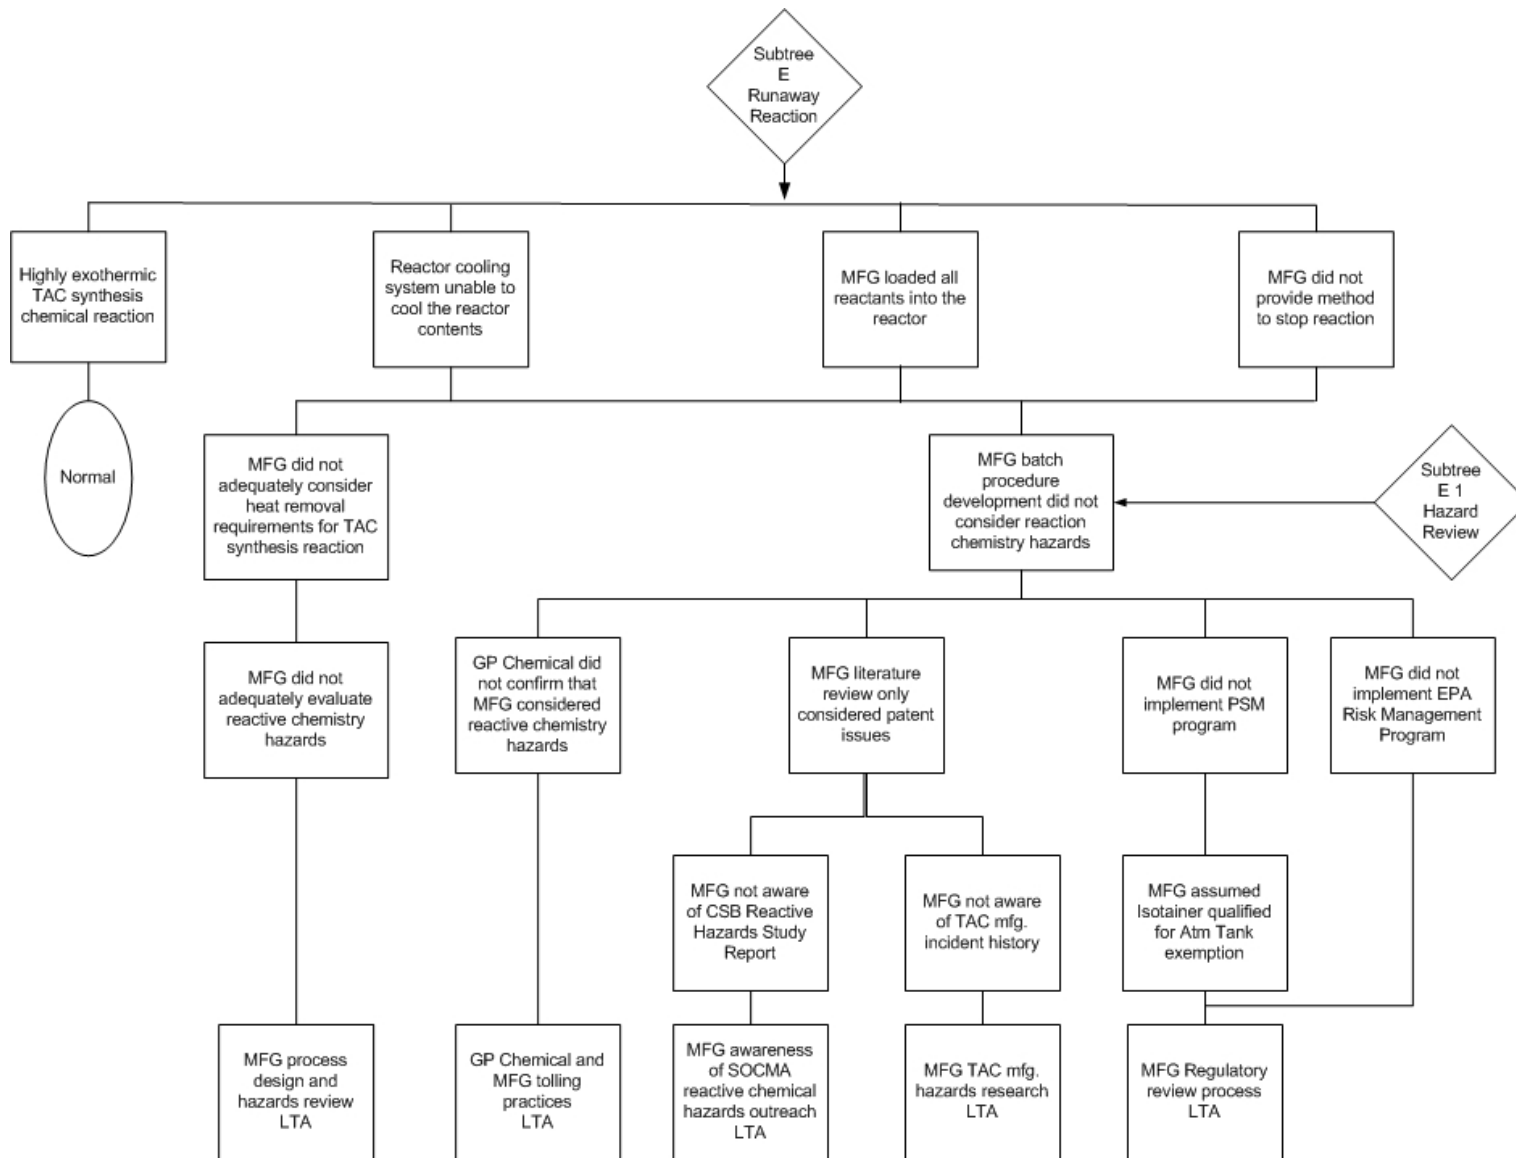 Subtree
E
Runaway
Reaction
Highly exothermic
TAC synthesis
chemical reaction
Reactor cooling
system unable to
cool the reactor
contents
MFG loaded all
reactants into the
reactor
MFG did not
provide method
to stop reaction
Normal
MFG did not
adequately consider
heat removal
requirements for TAC
synthesis reaction
MFG batch
procedure
development did not
consider reaction
chemistry hazards
Subtree
E 1
Hazard
Review
MFG did not
adequately evaluate
reactive chemistry
hazards
GP Chemical did
not confirm that
MFG considered
reactive chemistry
hazards
MFG literature
review only
considered patent
issues
MFG did not
implement PSM
program
MFG did not
implement EPA
Risk Management
Program
MFG not aware
of CSB Reactive
Hazards Study
Report
MFG not aware
of TAC mfg.
incident history
MFG assumed
Isotainer qualified
for Atm Tank
exemption
MFG process
design and
hazards review
LTA
GP Chemical and
MFG tolling
practices
LTA
MFG awareness
of SOCMA
reactive chemical
hazards outreach
LTA
MFG TAC mfg.
hazards research
LTA
MFG Regulatory
review process
LTA